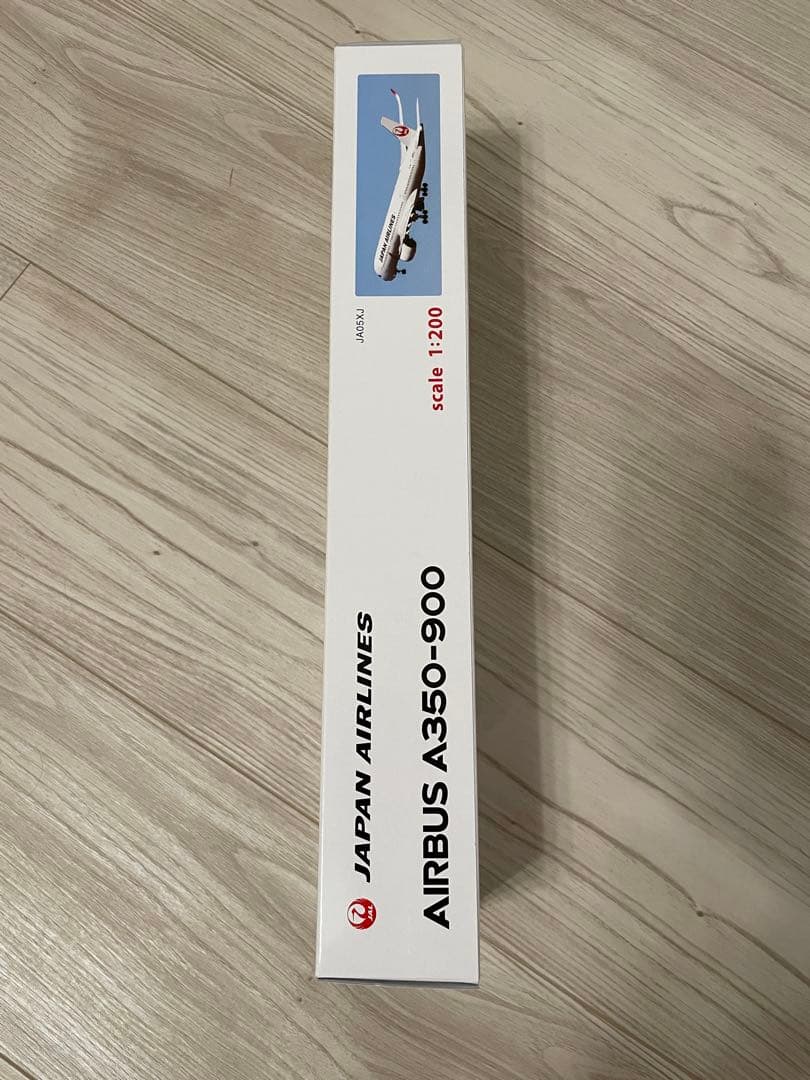 JAL
JAPAN AIRLINES
AIRBUS A350-900
JA05XJ
scale 1:200
JAPAN AIRLINES